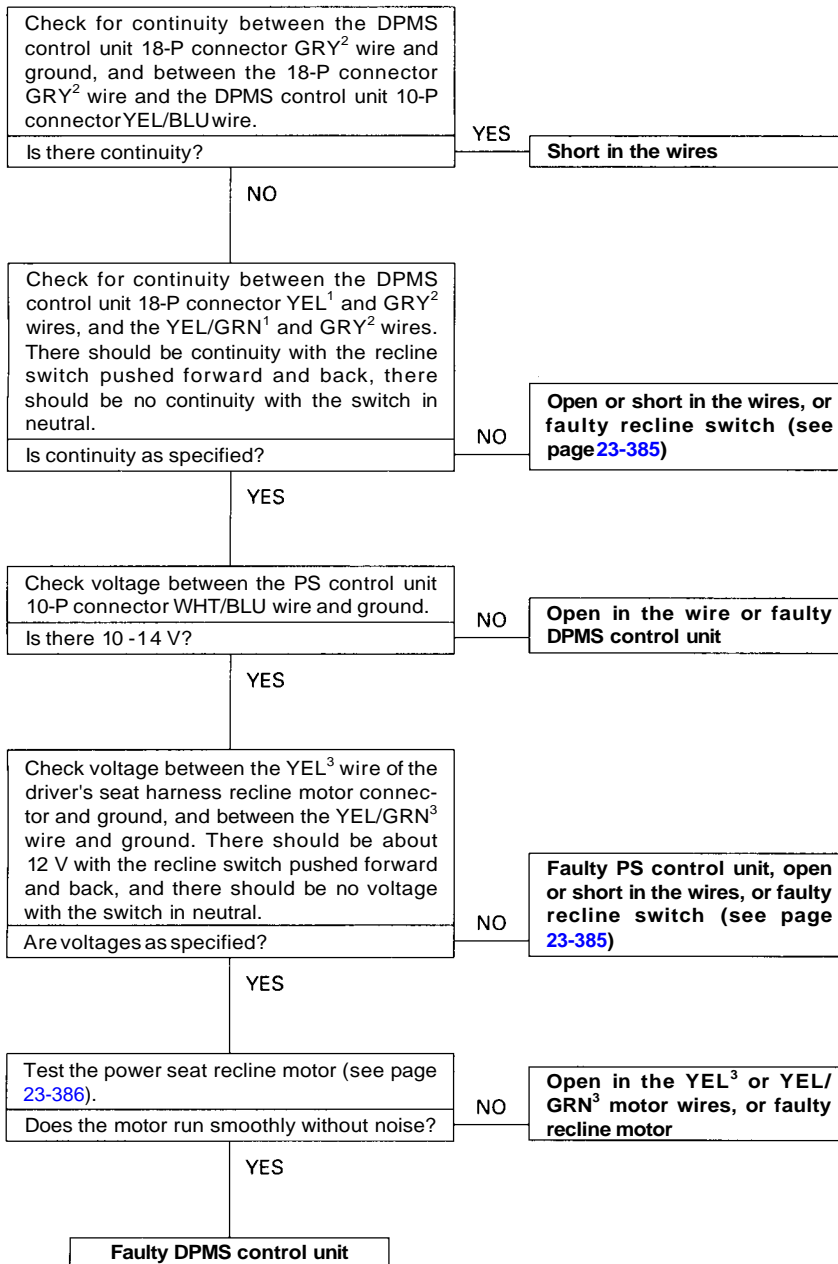 Check for continuity between the DPMS
control unit 18-P connector GRY² wire and
ground, and between the 18-P connector
GRY² wire and the DPMS control unit 10-P
connectorYEL/BLUwire.
Is there continuity?
YES
Short in the wires
NO
Check for continuity between the DPMS
control unit 18-P connector YEL¹ and GRY²
wires, and the YEL/GRN¹ and GRY² wires.
There should be continuity with the recline
switch pushed forward and back, there
should be no continuity with the switch in
neutral.
Is continuity as specified?
NO
Open or short in the wires, or
faulty recline switch (see
page23-385)
YES
Check voltage between the PS control unit
10-P connector WHT/BLU wire and ground.
Is there 10 -14 V?
NO
Open in the wire or faulty
DPMS control unit
YES
Check voltage between the YEL³ wire of the
driver's seat harness recline motor connec-
tor and ground, and between the YEL/GRN³
wire and ground. There should be about
12 V with the recline switch pushed forward
and back, and there should be no voltage
with the switch in neutral.
Are voltages as specified?
NO
Faulty PS control unit, open
or short in the wires, or faulty
recline switch (see page
23-385)
YES
Test the power seat recline motor (see page
23-386).
Does the motor run smoothly without noise?
NO
Open in the YEL³ or YEL/
GRN³ motor wires, or faulty
recline motor
YES
Faulty DPMS control unit